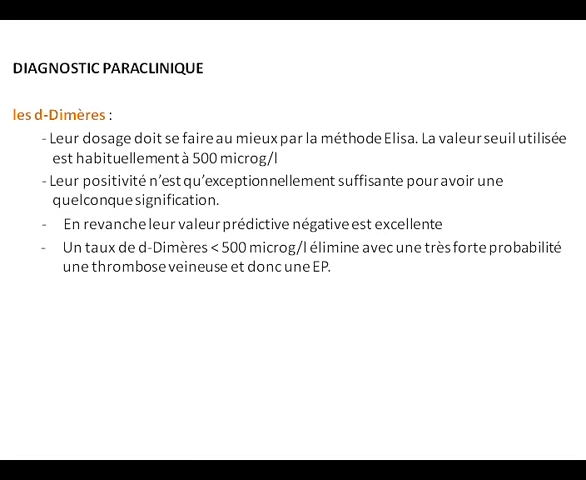 DIAGNOSTIC PARACLINIQUE
les d-Dimères :
- Leur dosage doit se faire au mieux par la méthode Elisa. La valeur seuil utilisée
est habituellement à 500 microg/l
- Leur positivité n’est qu’exceptionnellement suffisante pour avoir une
quelconque signification.
- En revanche leur valeur prédictive négative est excellente
- Un taux de d-Dimères < 500 microg/l élimine avec une très forte probabilité
une thrombose veineuse et donc une EP.